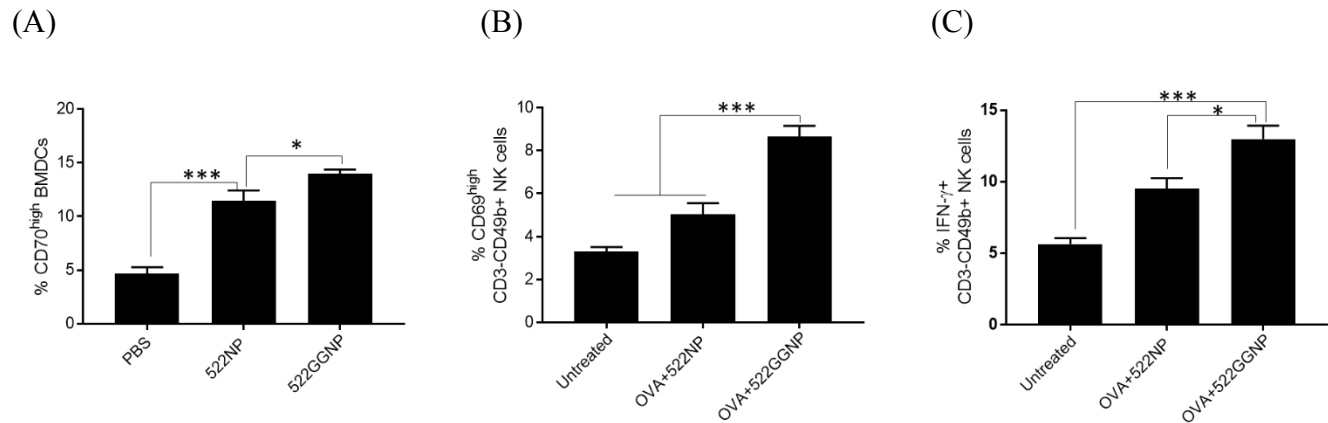 (A)
(B)
(C)
% CD70high BMDCs
20
15
10
5
0
***
*
PBS
522NP
522GGNP
% CD69high
CD3-CD49b+ NK cells
10
8
6
4
2
0
***
Untreated
OVA+522NP
OVA+522GGNP
% IFN-γ+
CD3-CD49b+ NK cells
15
10
5
0
***
*
Untreated
OVA+522NP
OVA+522GGNP